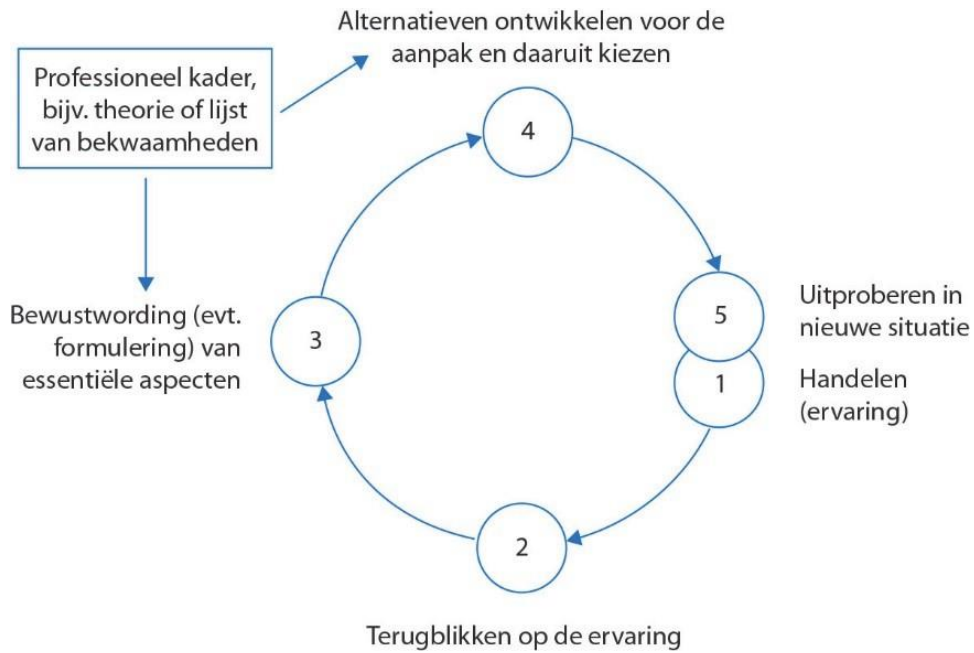 Alternatieven ontwikkelen voor de
aanpak en daaruit kiezen
Professioneel kader,
bijv. theorie of lijst
van bekwaamheden
4
Bewustwording (evt.
formulering) van
essentiële aspecten
3
5
Uitproberen in
nieuwe situatie
1
Handelen
(ervaring)
2
Terugblikken op de ervaring